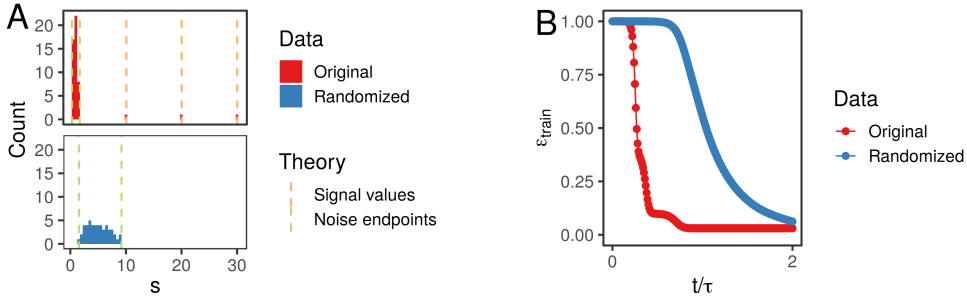 A
Count
20
15
10
5
0
20
15
10
5
0
0
10
20
30
s
Data
Original
Randomized
Theory
Signal values
Noise endpoints
B
ε_train
1.00
0.75
0.50
0.25
0.00
0
2
t/τ
Data
Original
Randomized